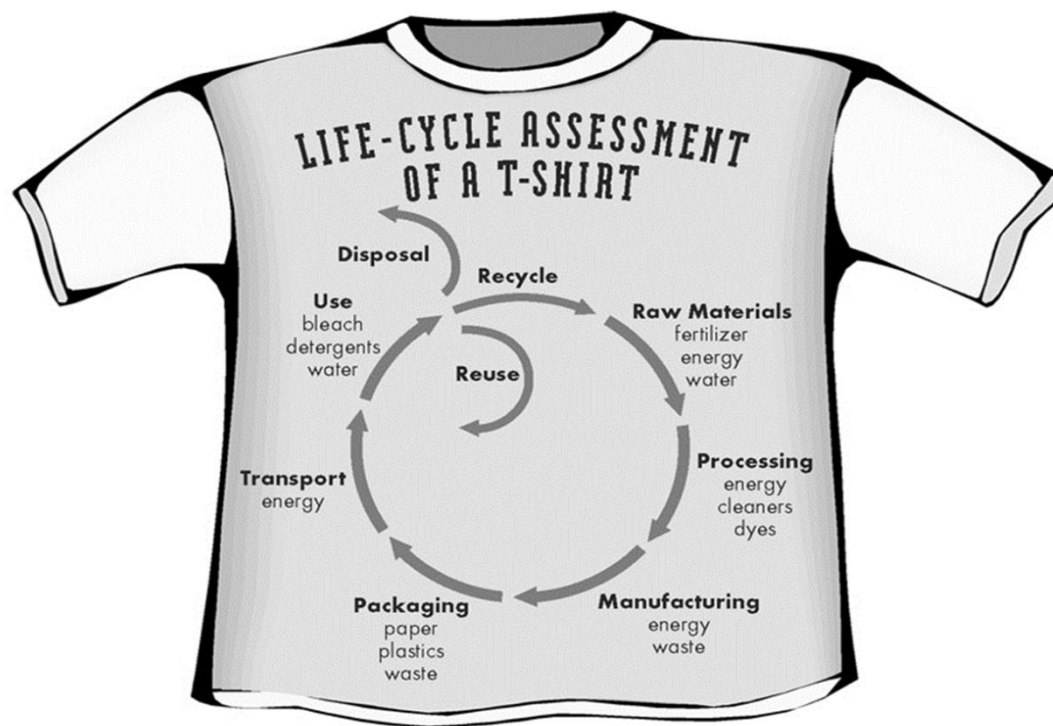 LIFE-CYCLE ASSESSMENT
OF A T-SHIRT
Disposal
Recycle
Use
bleach
detergents
water
Raw Materials
fertilizer
energy
water
Reuse
Processing
energy
cleaners
dyes
Transport
energy
Manufacturing
energy
waste
Packaging
paper
plastics
waste